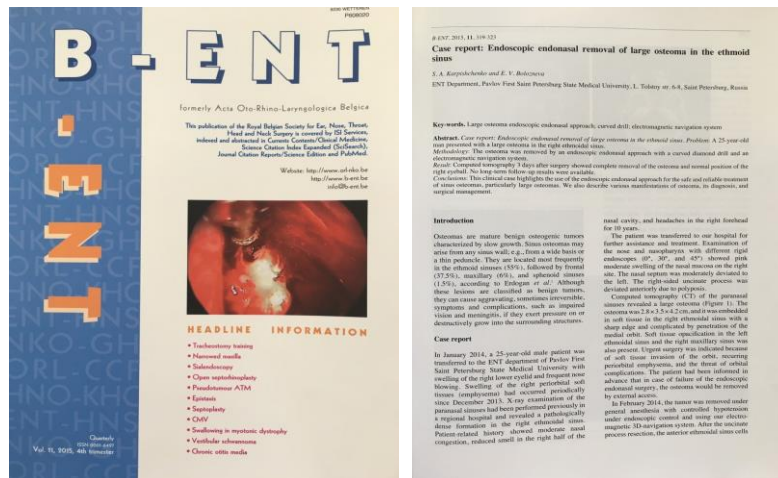 P808020
B-ENT
B-ENT
formerly Acta Oto-Rhino-Laryngologica Belgica
This publication of the Royal Belgian Society for Ear, Nose, Throat,
Head and Neck Surgery is covered by ISI Services,
indexed and abstracted in Current Contents/Clinical Medicine,
Science Citation Index Expanded (SciSearch),
Journal Citation Reports/Science Edition and PubMed.
Website: http://www.orl-nko.be
http://www.b-ent.be
info@b-ent.be
HEADLINE INFORMATION
• Tracheostomy training
• Narrowed maxilla
• Sialendoscopy
• Open septorhinoplasty
• Pseudotumour ATM
• Epistaxis
• Septoplasty
• CMV
• Swallowing in myotonic dystrophy
• Vestibular schwannoma
• Chronic otitis media
Quarterly
Vol. 11, 2015, 4th trimester
B-ENT, 2015, 11, 319-323
Case report: Endoscopic endonasal removal of large osteoma in the ethmoid
sinus
S. A. Karpishchenko and E. V. Bolozneva
ENT Department, Pavlov First Saint Petersburg State Medical University, L. Tolstoy str. 6-8, Saint Petersburg, Russia
Key-words. Large osteoma endoscopic approach; curved drill; electromagnetic navigation system
Abstract. Case report: Endoscopic endonasal removal of large osteoma in the ethmoid sinus. Problem: A 25-year-old
man presented with a large osteoma in the right ethmoidal sinus.
Methodology: The osteoma was removed by an endoscopic approach with a curved diamond drill and an
electromagnetic navigation system.
Result: Computed tomography 3 days after surgery showed complete removal of the osteoma and normal position of the
right eyeball. No long-term follow-up results were available.
Conclusions: This clinical case highlights the use of the endoscopic endonasal approach for the safe and reliable treatment
of sinus osteomas, particularly large osteomas. We also describe various manifestations of osteoma, its diagnosis, and
surgical management.
Introduction
Osteomas are mature benign osteogenic tumors
characterized by slow growth. Sinus osteomas may
arise from any sinus wall, e.g., from a wide basis or
a thin peduncle. They are located most frequently
in the ethmoid sinuses (55%), followed by frontal
(37.5%), maxillary (6%), and sphenoid sinuses
(1.5%), according to Erdogan et al.¹ Although
these lesions are classified as benign tumors,
they can cause aggravating, sometimes irreversible,
symptoms and complications, such as impaired
vision and meningitis, if they exert pressure on or
destructively grow into the surrounding structures.
Case report
In January 2014, a 25-year-old male patient was
transferred to the ENT department of Pavlov First
Saint Petersburg State Medical University with
swelling of the right lower eyelid and frequent nose
blowing. Swelling of the right periorbital soft
tissues (emphysema) had occurred periodically
since December 2013. X-ray examination of the
paranasal sinuses had been performed previously in
a regional hospital and revealed a pathologically
dense formation in the right ethmoidal sinus.
Patient-related history showed moderate nasal
congestion, reduced smell in the right half of the
nasal cavity, and headaches in the right forehead
for 10 years.
The patient was transferred to our hospital for
further assistance and treatment. Examination of
the nose and nasopharynx with different rigid
endoscopes (0°, 30°, and 45°) showed pink
moderate swelling of the nasal mucosa on the right
site. The nasal septum was moderately deviated to
the left. The right-sided uncinate process was
deviated anteriorly due to polyposis.
Computed tomography (CT) of the paranasal
sinuses revealed a large osteoma (Figure 1). The
osteoma was 2.8 × 3.5 × 4.2 cm, and it was embedded
in soft tissue in the right ethmoidal sinus with a
sharp edge and complicated by penetration of the
medial orbit. Soft tissue opacification in the left
ethmoidal sinus and the right maxillary sinus was
also present. Urgent surgery was indicated because
of soft tissue invasion of the orbit, recurring
periorbital emphysema, and the threat of orbital
complications. The patient had been informed in
advance that in case of failure of the endoscopic
endonasal surgery, the osteoma would be removed
by external access.
In February 2014, the tumor was removed under
general anesthesia with controlled hypotension
under endoscopic control and using our electro-
magnetic 3D-navigation system. After the uncinate
process resection, the anterior ethmoidal sinus cells